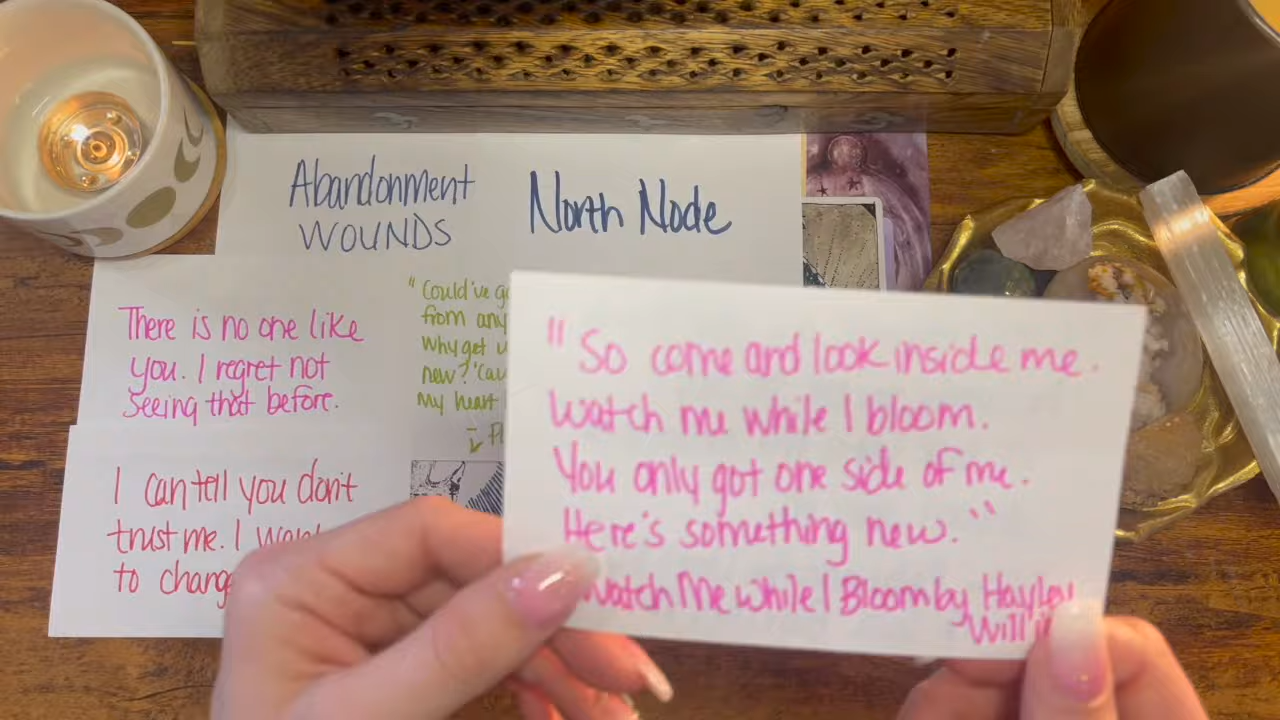 Abandonment
WOUNDS
North Node
There is no one like
you. I regret not
seeing that before.
"Could've
from any
Why get
new? 'Cau
my heart
I can tell you don't
trust me. I
to change
"So come and look inside me.
Watch me while I bloom.
You only got one side of me.
Here's something new."
Watch Me while I Bloom by Hayley